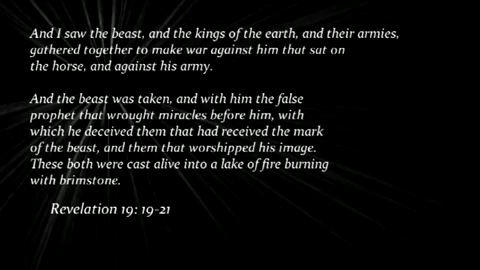 And I saw the beast, and the kings of the earth, and their armies,
gathered together to make war against him that sat on
the horse, and against his army.
And the beast was taken, and with him the false
prophet that wrought miracles before him, with
which he deceived them that had received the mark
of the beast, and them that worshipped his image.
These both were cast alive into a lake of fire burning
with brimstone.
Revelation 19: 19-21